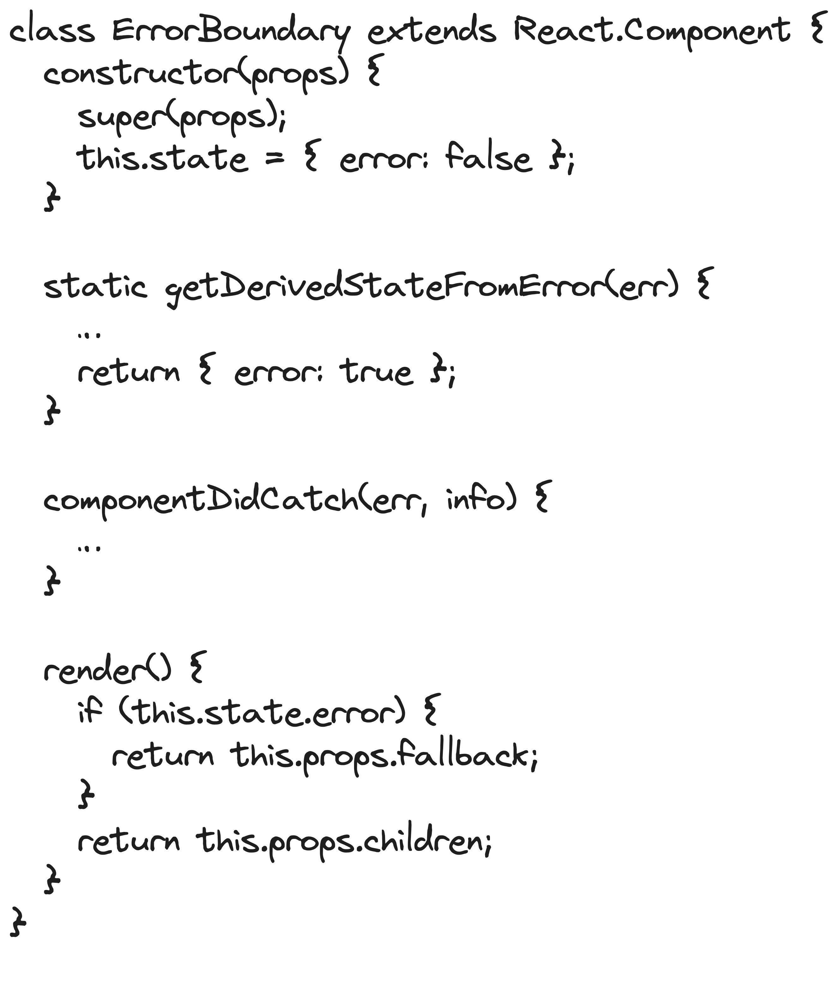 class ErrorBoundary extends React.Component {
constructor(props) {
super(props);
this.state = { error: false };
}
static getDerivedStateFromError(err) {
...
return { error: true };
}
componentDidCatch(err, info) {
...
}
render() {
if (this.state.error) {
return this.props.fallback;
}
return this.props.children;
}
}